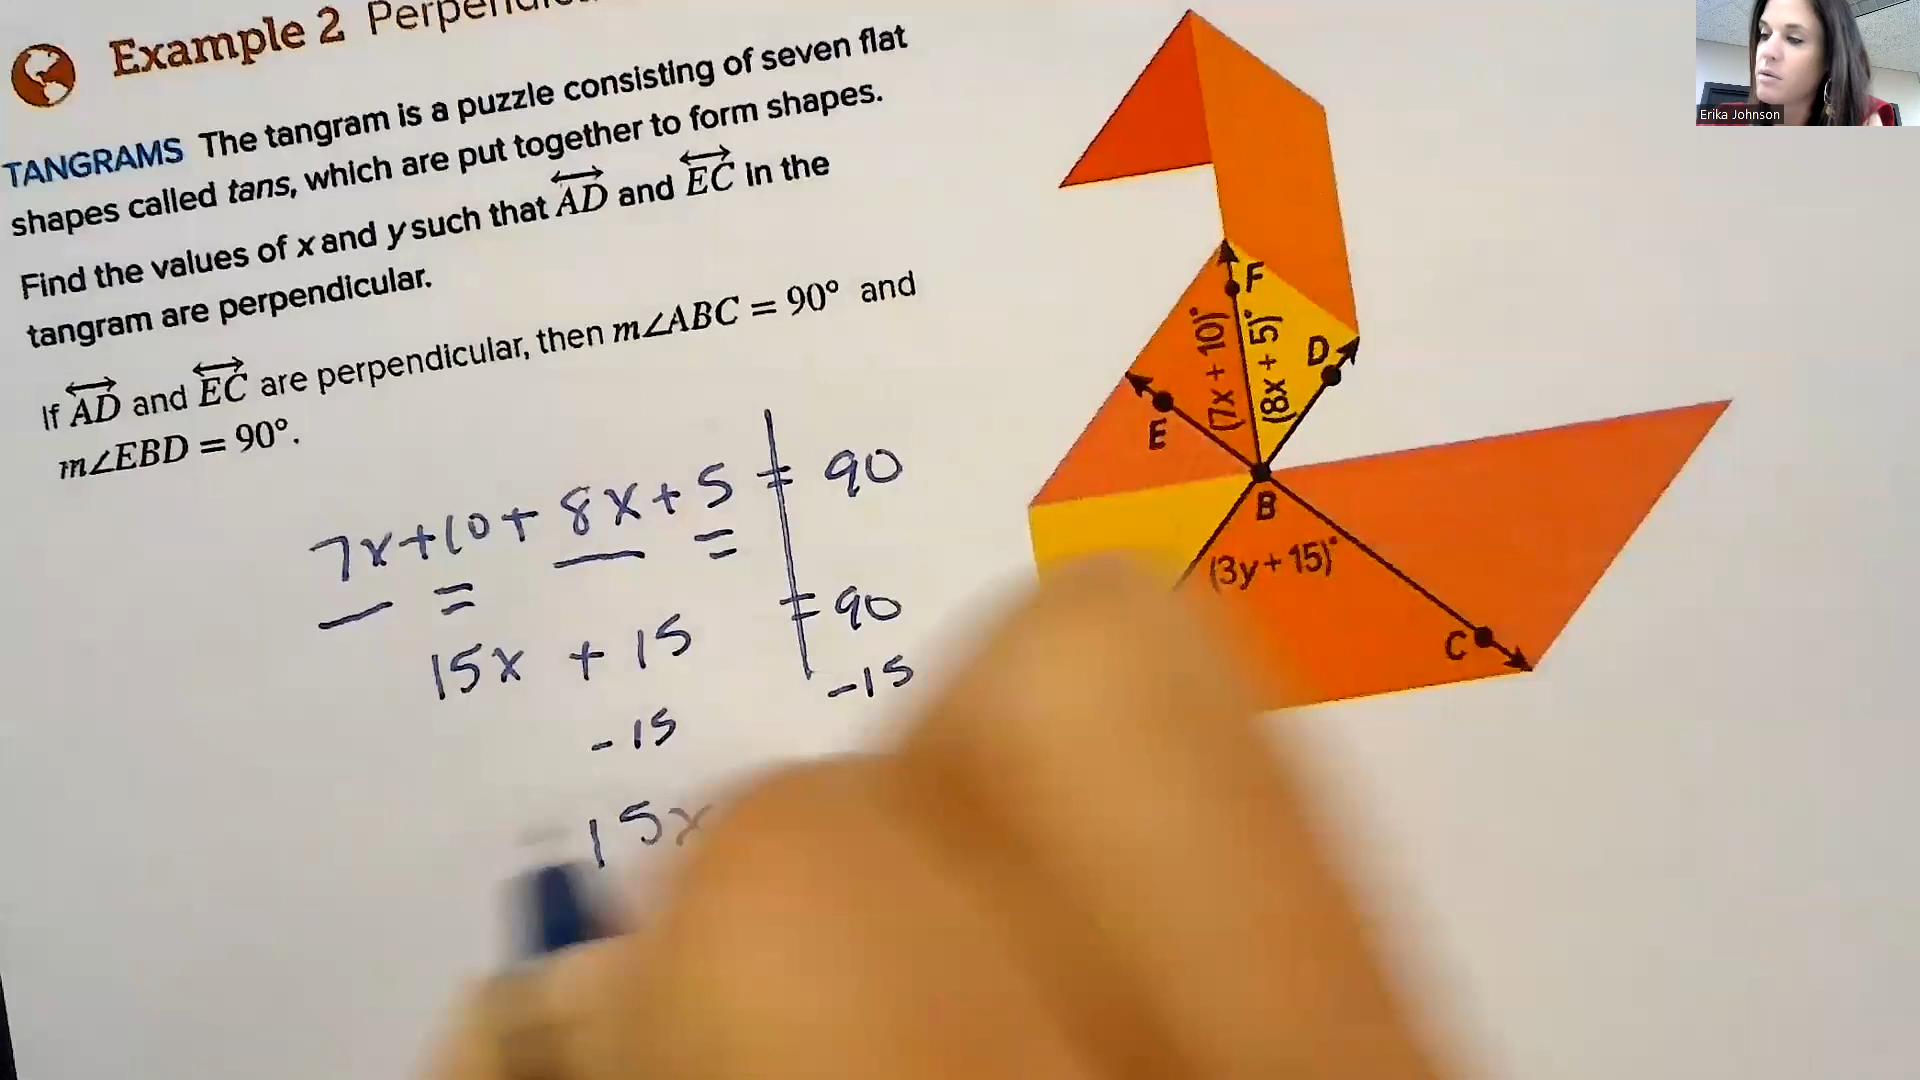 Example 2 Perpendic
TANGRAMS The tangram is a puzzle consisting of seven flat
shapes called tans, which are put together to form shapes.
Find the values of x and y such that AD and EC in the
tangram are perpendicular.
If AD and EC are perpendicular, then m∠ABC = 90° and
m∠EBD = 90°.
7x+10+8x+5 = 90
15x + 15 = 90
-15 -15
15x
F
(7x + 10)°
(8x + 5)°
D
E
B
(3y + 15)°
C
Erika Johnson